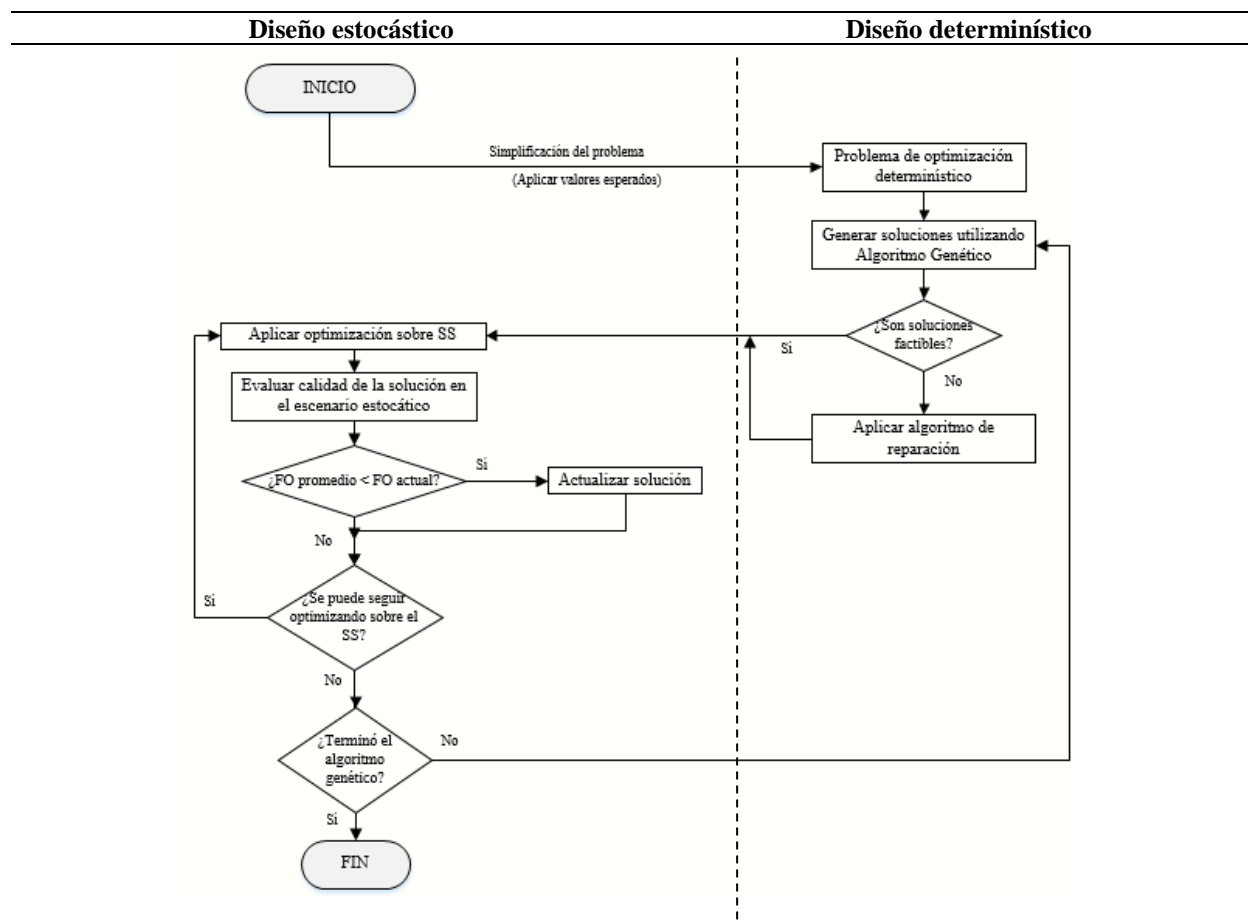 Diseño estocástico
Diseño determinístico
INICIO
Simplificación del problema
(Aplicar valores esperados)
Problema de optimización
determinístico
Generar soluciones utilizando
Algoritmo Genético
¿Son soluciones
factibles?
Si
No
Aplicar algoritmo de
reparación
Aplicar optimización sobre SS
Evaluar calidad de la solución en
el escenario estocático
¿FO promedio < FO actual?
Si
Actualizar solución
No
¿Se puede seguir
optimizando sobre el
SS?
Si
No
¿Terminó el
algoritmo
genético?
No
Si
FIN